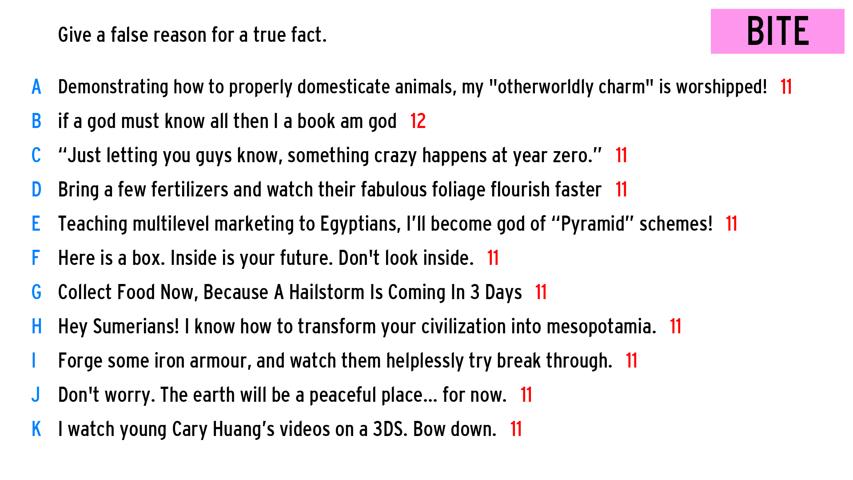 Give a false reason for a true fact.
BITE
A Demonstrating how to properly domesticate animals, my "otherworldly charm" is worshipped! 11
B if a god must know all then I a book am god 12
C “Just letting you guys know, something crazy happens at year zero.” 11
D Bring a few fertilizers and watch their fabulous foliage flourish faster 11
E Teaching multilevel marketing to Egyptians, I’ll become god of “Pyramid” schemes! 11
F Here is a box. Inside is your future. Don't look inside. 11
G Collect Food Now, Because A Hailstorm Is Coming In 3 Days 11
H Hey Sumerians! I know how to transform your civilization into mesopotamia. 11
I Forge some iron armour, and watch them helplessly try break through. 11
J Don't worry. The earth will be a peaceful place... for now. 11
K I watch young Cary Huang’s videos on a 3DS. Bow down. 11